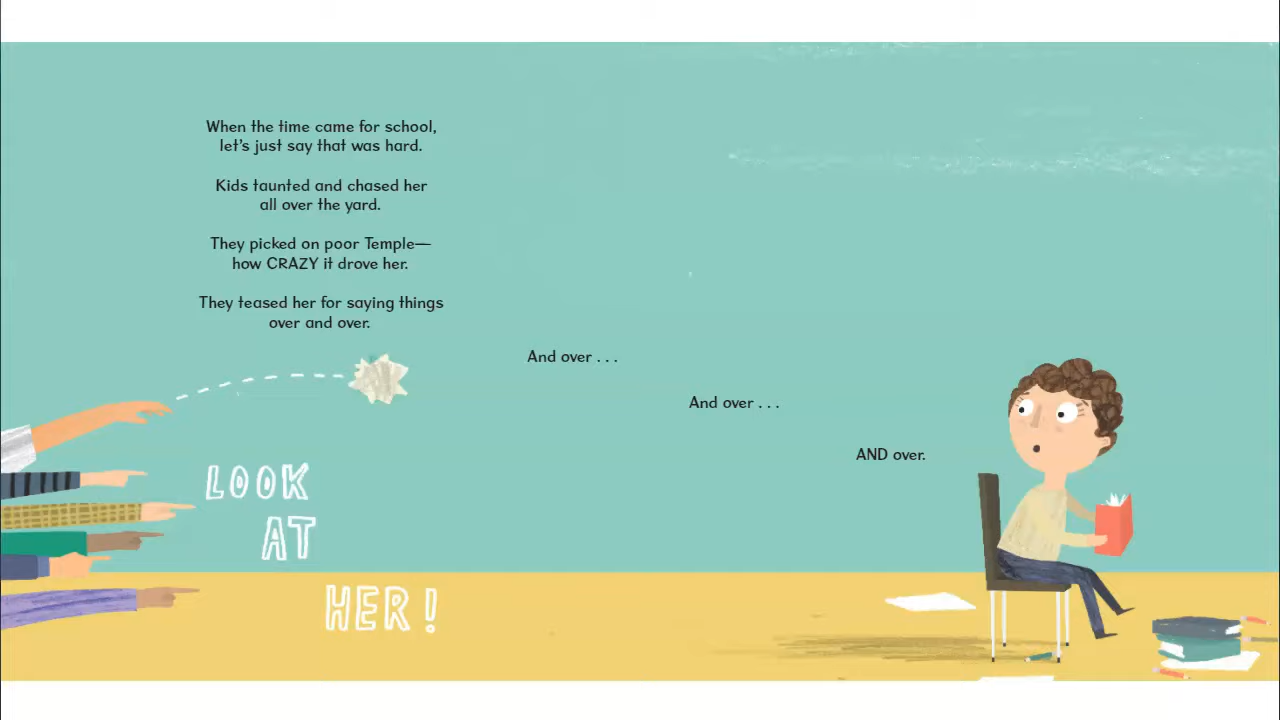 When the time came for school,
let's just say that was hard.
Kids taunted and chased her
all over the yard.
They picked on poor Temple—
how CRAZY it drove her.
They teased her for saying things
over and over.
And over . . .
And over . . .
AND over.
LOOK
AT
HER!